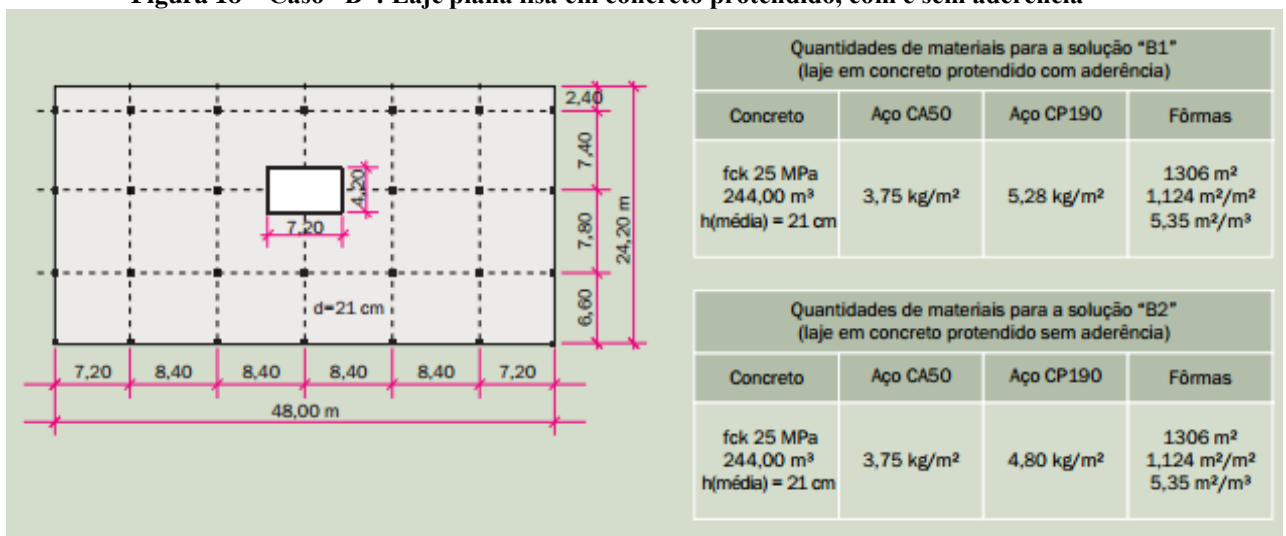 Figura 18 – Caso "B": Laje plana lisa em concreto protendido, com e sem aderência
2,40
7,40
4,20
7,20
7,80
24,20 m
d=21 cm
6,60
7,20
8,40
8,40
8,40
8,40
7,20
48,00 m
Quantidades de materiais para a solução "B1"
(laje em concreto protendido com aderência)
Concreto
Aço CA50
Aço CP190
Fôrmas
fck 25 MPa
244,00 m³
h(média) = 21 cm
3,75 kg/m²
5,28 kg/m²
1306 m²
1,124 m²/m²
5,35 m²/m³
Quantidades de materiais para a solução "B2"
(laje em concreto protendido sem aderência)
Concreto
Aço CA50
Aço CP190
Fôrmas
fck 25 MPa
244,00 m³
h(média) = 21 cm
3,75 kg/m²
4,80 kg/m²
1306 m²
1,124 m²/m²
5,35 m²/m³